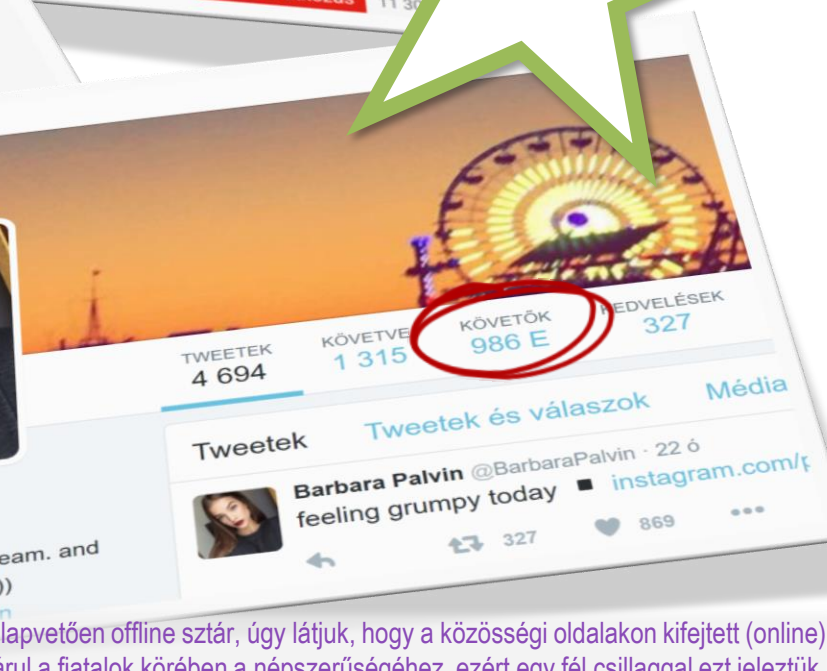 11 30
TWEETEK KÖVETVE KÖVETŐK KEDVELÉSEK
4 694 1 315 986 E 327
Tweetek Tweetek és válaszok Média
Barbara Palvin @BarbaraPalvin · 22 ó
feeling grumpy today ■ instagram.com/p
327 869
eam. and
))
lapvetően offline sztár, úgy látjuk, hogy a közösségi oldalakon kifejtett (online)
árul a fiatalok körében a népszerűségéhez, ezért egy fél csillaggal ezt jeleztük